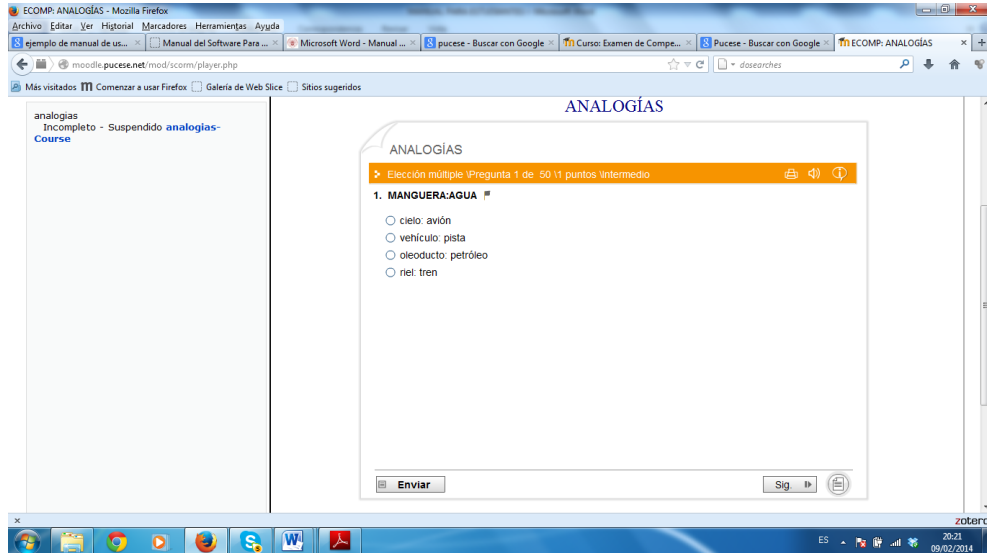 ECOMP: ANALOGÍAS - Mozilla Firefox
Archivo Editar Ver Historial Marcadores Herramientas Ayuda
ejemplo de manual de us... Manual del Software Para ... Microsoft Word - Manual ... pucese - Buscar con Google Curso: Examen de Compe... Pucese - Buscar con Google ECOMP: ANALOGÍAS
moodle.pucese.net/mod/scorm/player.php dosearches
Más visitados Comenzar a usar Firefox Galería de Web Slice Sitios sugeridos
analogias
Incompleto - Suspendido analogias-
Course
ANALOGÍAS
ANALOGÍAS
Elección múltiple \Pregunta 1 de 50 \1 puntos \Intermedio
1. MANGUERA:AGUA
cielo: avión
vehículo: pista
oleoducto: petróleo
riel: tren
Enviar
Sig.
zotero
ES
20:21
09/02/2014